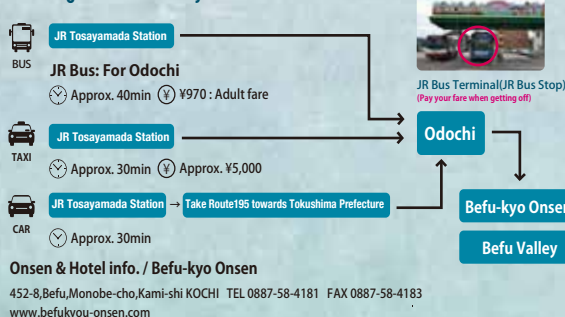 BUS
JR Tosayamada Station
JR Bus: For Odochi
Approx. 40min ¥ ¥970 : Adult fare
JR Bus Terminal(JR Bus Stop)
(Pay your fare when getting off)
TAXI
JR Tosayamada Station
Approx. 30min ¥ Approx. ¥5,000
Odochi
CAR
JR Tosayamada Station → Take Route195 towards Tokushima Prefecture
Approx. 30min
Befu-kyo Onsen
Befu Valley
Onsen & Hotel info. / Befu-kyo Onsen
452-8,Befu,Monobe-cho,Kami-shi KOCHI TEL 0887-58-4181 FAX 0887-58-4183
www.befukyou-onsen.com